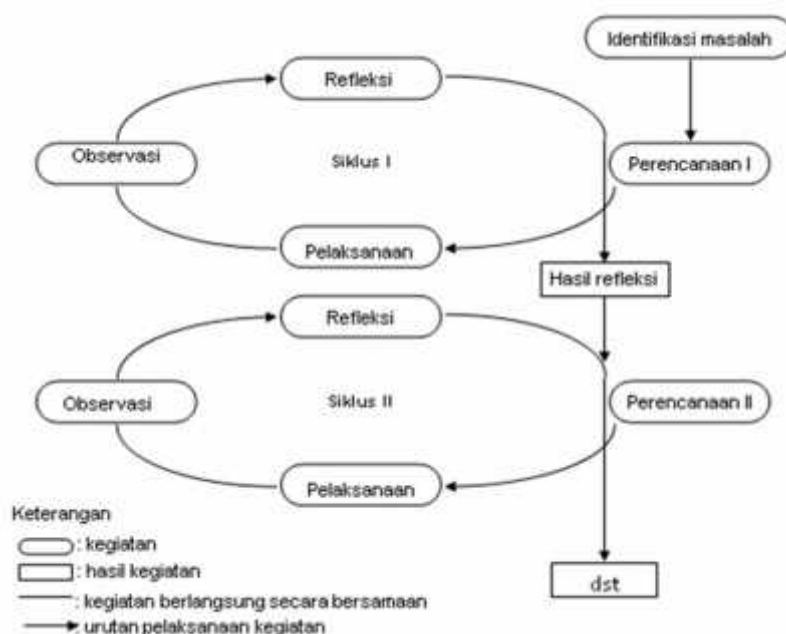 Identifikasi masalah
Refleksi
Observasi
Siklus I
Perencanaan I
Pelaksanaan
Hasil refleksi
Refleksi
Observasi
Siklus II
Perencanaan II
Pelaksanaan
Keterangan
: kegiatan
: hasil kegiatan
: kegiatan berlangsung secara bersamaan
: urutan pelaksanaan kegiatan
dst